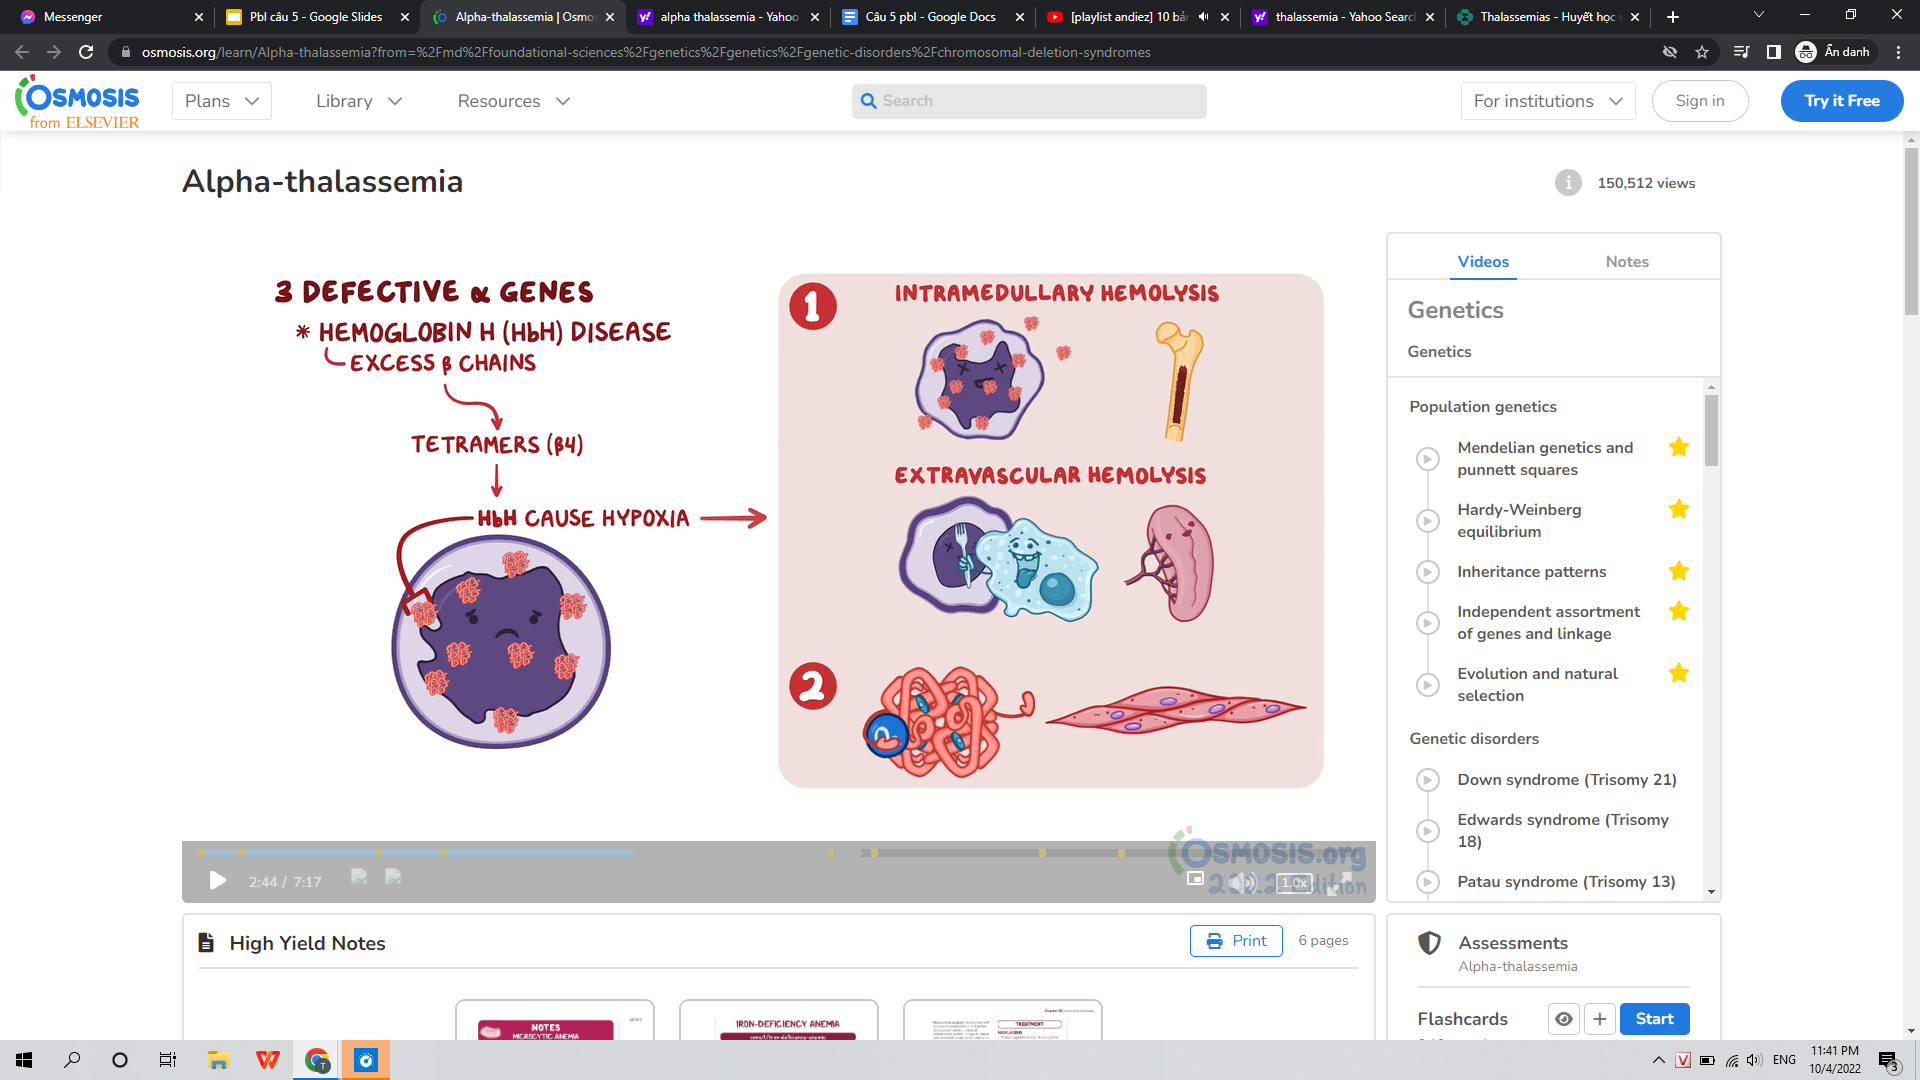 Messenger
Pbl câu 5 - Google Slides
Alpha-thalassemia | Osmo
alpha thalassemia - Yahoo
Câu 5 pbl - Google Docs
[playlist andiez] 10 bả
thalassemia - Yahoo Searc
Thalassemias - Huyết học v
osmosis.org/learn/Alpha-thalassemia?from=%2Fmd%2Ffoundational-sciences%2Fgenetics%2Fgenetics%2Fgenetic-disorders%2Fchromosomal-deletion-syndromes
Ẩn danh
OSMOSIS
from ELSEVIER
Plans
Library
Resources
Search
For institutions
Sign in
Try it Free
Alpha-thalassemia
150,512 views
3 DEFECTIVE α GENES
* HEMOGLOBIN H (HbH) DISEASE
EXCESS β CHAINS
TETRAMERS (β4)
HbH CAUSE HYPOXIA
1
INTRAMEDULLARY HEMOLYSIS
EXTRAVASCULAR HEMOLYSIS
2
OSMOSIS.org
2022 Edition
2:44 / 7:17
1.0x
Videos
Notes
Genetics
Genetics
Population genetics
Mendelian genetics and
punnett squares
Hardy-Weinberg
equilibrium
Inheritance patterns
Independent assortment
of genes and linkage
Evolution and natural
selection
Genetic disorders
Down syndrome (Trisomy 21)
Edwards syndrome (Trisomy
18)
Patau syndrome (Trisomy 13)
High Yield Notes
Print
6 pages
NOTES
NOTES
MICROCYTIC ANEMIA
IRON-DEFICIENCY ANEMIA
TREATMENT
Assessments
Alpha-thalassemia
Flashcards
Start
ENG
11:41 PM
10/4/2022
3